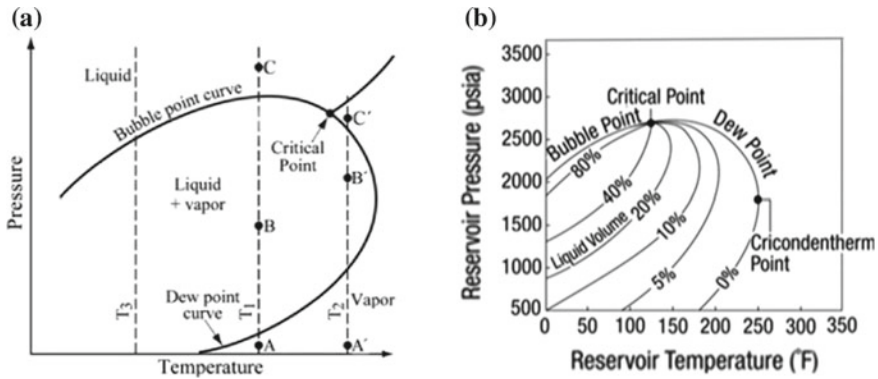 (a)
Liquid
C
Bubble point curve
C´
Critical
Point
Liquid
+ vapor
B´
B
Pressure
Dew point
curve
T3
T1
T2
Vapor
A
A´
Temperature
(b)
3500
3000
2500
2000
1500
1000
500
Reservoir Pressure (psia)
Critical Point
Bubble Point
Dew Point
80%
40%
20%
Liquid Volume
10%
5%
0%
Cricondentherm
Point
0 50 100 150 200 250 300 350
Reservoir Temperature (°F)